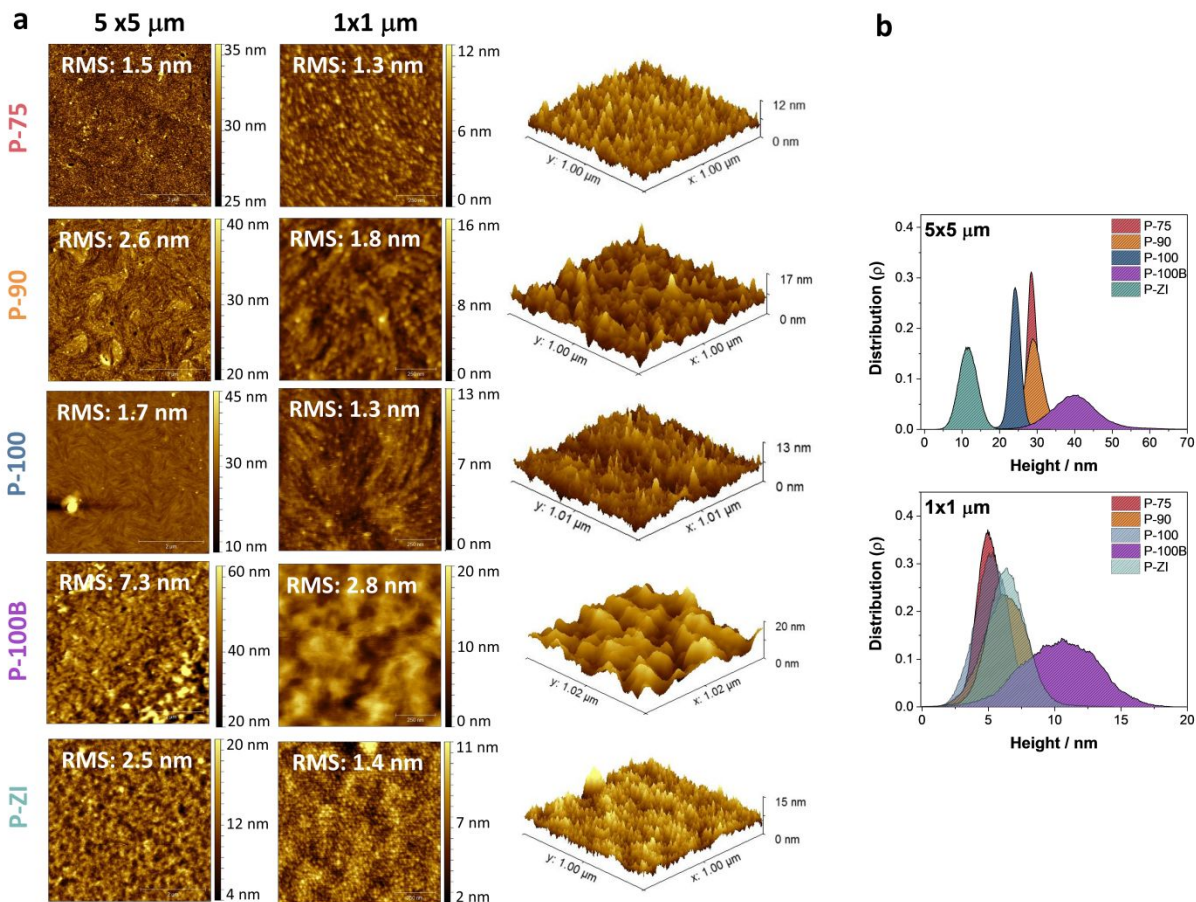 a
5 x5 μm
1x1 μm
P-75
RMS: 1.5 nm
35 nm
30 nm
25 nm
RMS: 1.3 nm
12 nm
6 nm
0 nm
250 nm
12 nm
0 nm
y: 1.00 μm
x: 1.00 μm
P-90
RMS: 2.6 nm
40 nm
30 nm
20 nm
RMS: 1.8 nm
16 nm
8 nm
0 nm
250 nm
17 nm
0 nm
y: 1.00 μm
x: 1.00 μm
P-100
RMS: 1.7 nm
45 nm
30 nm
10 nm
2 μm
RMS: 1.3 nm
13 nm
7 nm
0 nm
250 nm
13 nm
0 nm
y: 1.01 μm
x: 1.01 μm
P-100B
RMS: 7.3 nm
60 nm
40 nm
20 nm
RMS: 2.8 nm
20 nm
10 nm
0 nm
250 nm
20 nm
0 nm
y: 1.02 μm
x: 1.02 μm
P-ZI
RMS: 2.5 nm
20 nm
12 nm
4 nm
RMS: 1.4 nm
11 nm
7 nm
2 nm
15 nm
0 nm
y: 1.00 μm
x: 1.00 μm
b
5x5 μm
P-75
P-90
P-100
P-100B
P-ZI
Distribution (ρ)
0.4
0.3
0.2
0.1
0.0
0 10 20 30 40 50 60 70
Height / nm
1x1 μm
P-75
P-90
P-100
P-100B
P-ZI
Distribution (ρ)
0.4
0.3
0.2
0.1
0.0
0 5 10 15 20
Height / nm